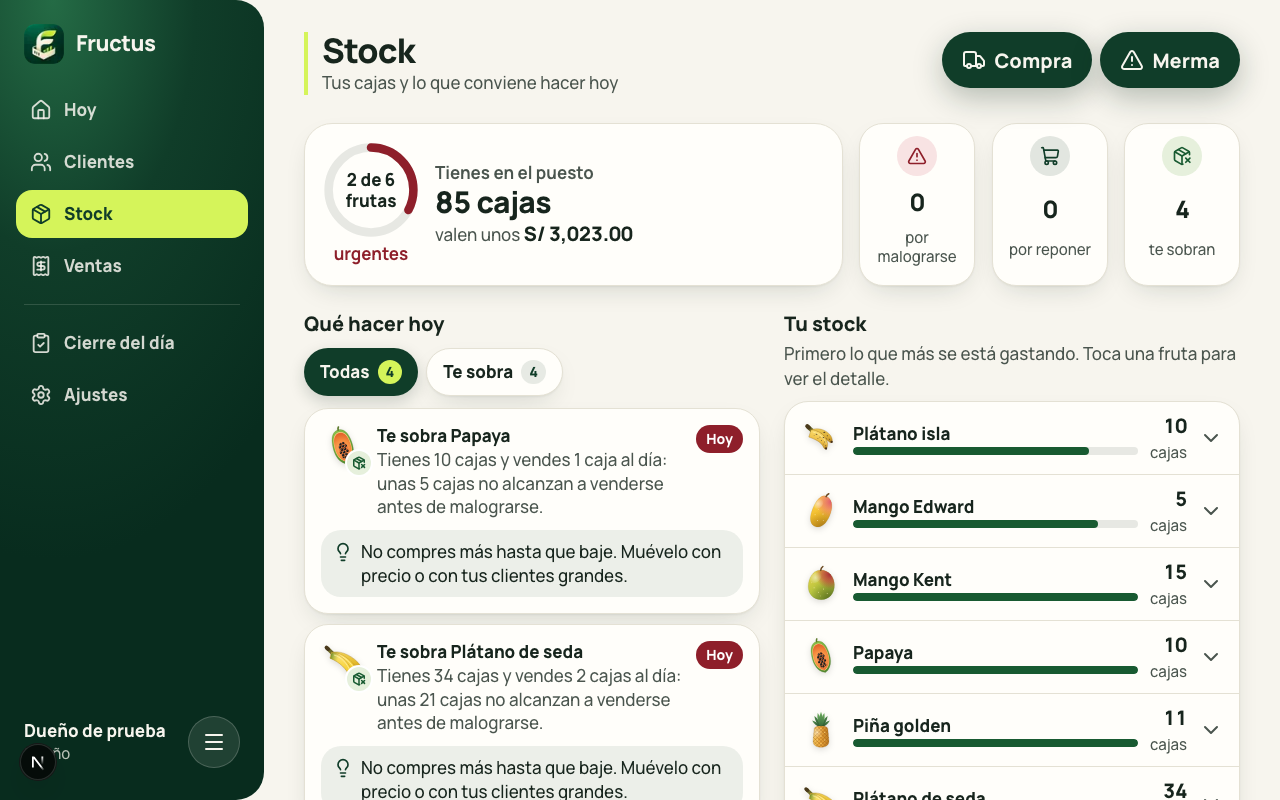 Fructus
Hoy
Clientes
Stock
Ventas
Cierre del día
Ajustes
Dueño de prueba
N
Stock
Tus cajas y lo que conviene hacer hoy
Compra
Merma
2 de 6
frutas
urgentes
Tienes en el puesto
85 cajas
valen unos S/ 3,023.00
0
por
malograrse
0
por reponer
4
te sobran
Qué hacer hoy
Todas 4
Te sobra 4
Te sobra Papaya
Hoy
Tienes 10 cajas y vendes 1 caja al día:
unas 5 cajas no alcanzan a venderse
antes de malograrse.
No compres más hasta que baje. Muévelo con
precio o con tus clientes grandes.
Te sobra Plátano de seda
Hoy
Tienes 34 cajas y vendes 2 cajas al día:
unas 21 cajas no alcanzan a venderse
antes de malograrse.
No compres más hasta que baje. Muévelo con
precio o con tus clientes grandes.
Tu stock
Primero lo que más se está gastando. Toca una fruta para
ver el detalle.
Plátano isla
10
cajas
Mango Edward
5
cajas
Mango Kent
15
cajas
Papaya
10
cajas
Piña golden
11
cajas
Plátano de seda
34